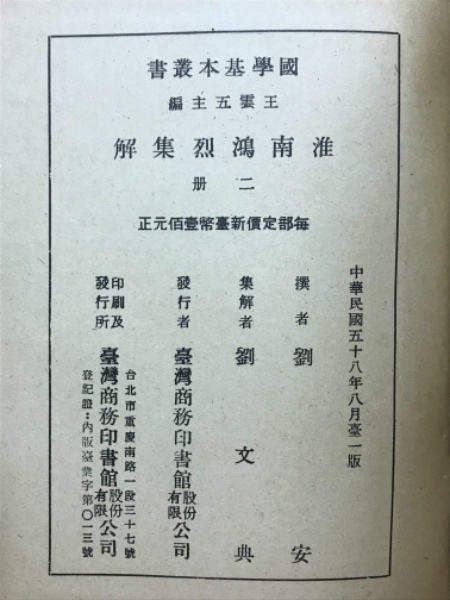 國學基本叢書
王雲五主編
淮南鴻烈集解
二册
每部定價新臺幣壹佰元正
中華民國五十八年八月臺一版
撰者 劉安
集解者 劉文典
發行者 臺灣商務印書館股份有限公司
印刷及發行所 臺灣商務印書館股份有限公司
台北市重慶南路一段三十七號
登記證：內版臺業字第〇一三號